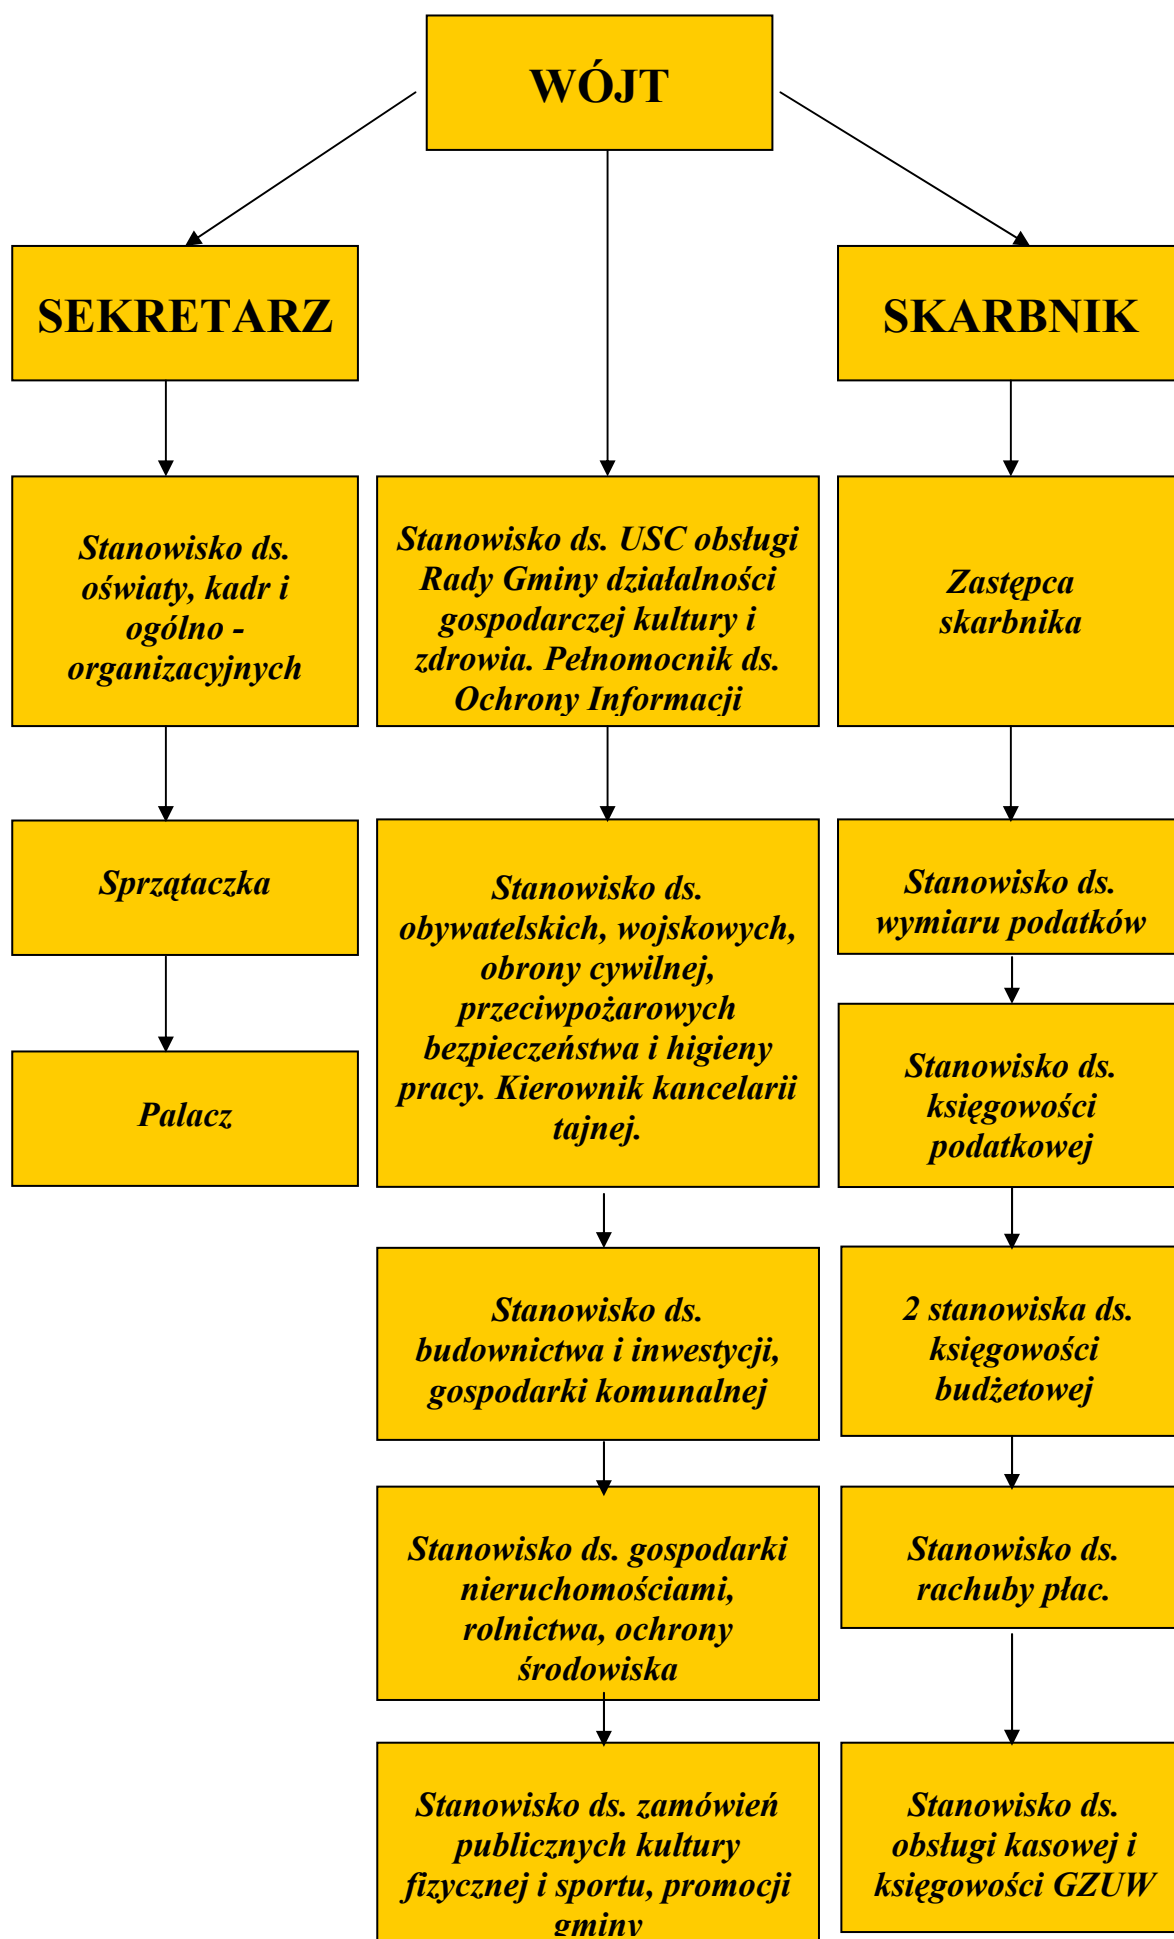 WÓJT
SEKRETARZ
SKARBNIK
Stanowisko ds.
oświaty, kadr i
ogólno -
organizacyjnych
Stanowisko ds. USC obsługi
Rady Gminy działalności
gospodarczej kultury i
zdrowia. Pełnomocnik ds.
Ochrony Informacji
Zastępca
skarbnika
Sprzątaczka
Stanowisko ds.
obywatelskich, wojskowych,
obrony cywilnej,
przeciwpożarowych
bezpieczeństwa i higieny
pracy. Kierownik kancelarii
tajnej.
Stanowisko ds.
wymiaru podatków
Palacz
Stanowisko ds.
księgowości
podatkowej
Stanowisko ds.
budownictwa i inwestycji,
gospodarki komunalnej
2 stanowiska ds.
księgowości
budżetowej
Stanowisko ds. gospodarki
nieruchomościami,
rolnictwa, ochrony
środowiska
Stanowisko ds.
rachuby płac.
Stanowisko ds. zamówień
publicznych kultury
fizycznej i sportu, promocji
gminy
Stanowisko ds.
obsługi kasowej i
księgowości GZUW